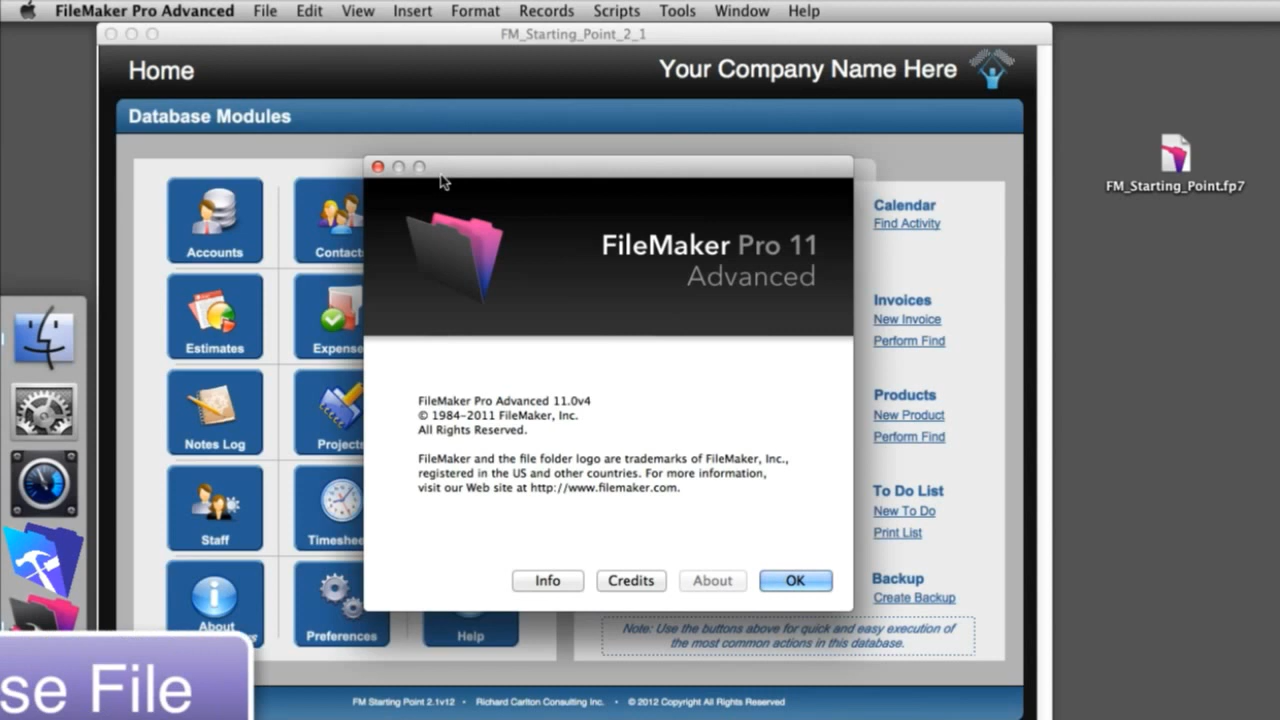 FileMaker Pro Advanced File Edit View Insert Format Records Scripts Tools Window Help
FM_Starting_Point_2_1
Home
Your Company Name Here
Database Modules
Accounts
Contact
Estimates
Expense
Notes Log
Project
Staff
Timeshee
About
Preferences
Help
FileMaker Pro 11
Advanced
FileMaker Pro Advanced 11.0v4
© 1984-2011 FileMaker, Inc.
All Rights Reserved.
FileMaker and the file folder logo are trademarks of FileMaker, Inc.,
registered in the US and other countries. For more information,
visit our Web site at http://www.filemaker.com.
Info Credits About OK
Calendar
Find Activity
Invoices
New Invoice
Perform Find
Products
New Product
Perform Find
To Do List
New To Do
Print List
Backup
Create Backup
Note: Use the buttons above for quick and easy execution of
the most common actions in this database.
FM Starting Point 2.1v12 • Richard Carlton Consulting Inc. • © 2012 Copyright All Rights Reserved
FM_Starting_Point.fp7
se File